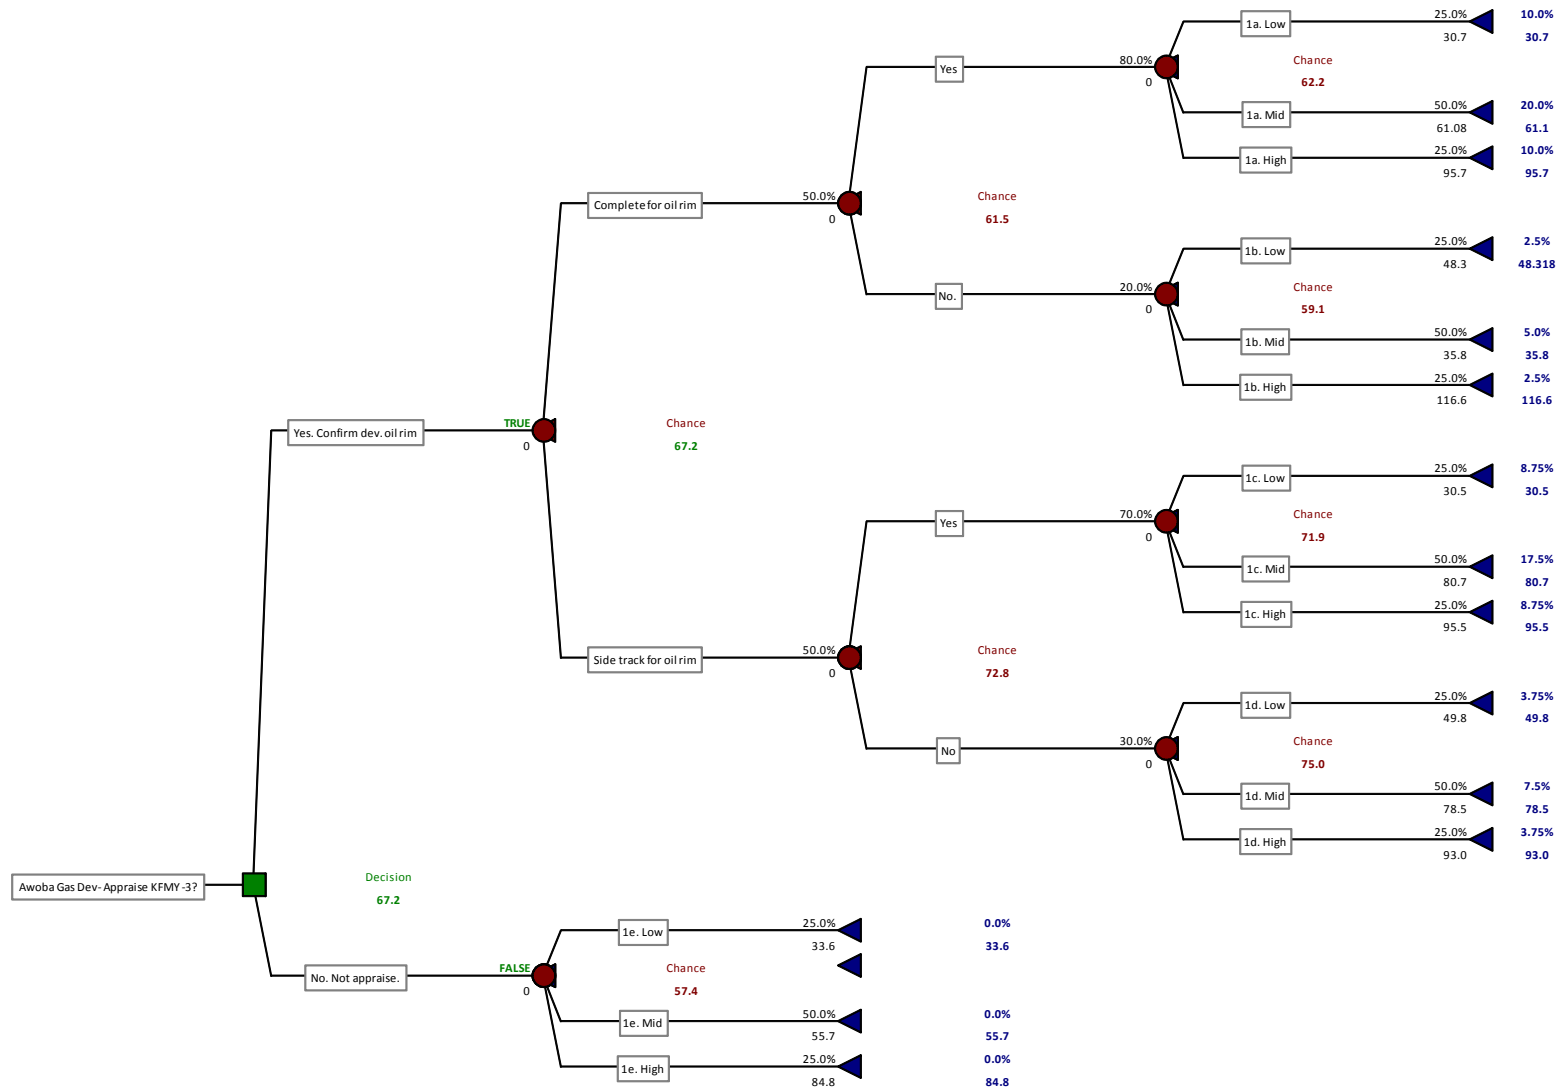 1a. Low
25.0%
30.7
10.0%
30.7
Yes
80.0%
0
Chance
62.2
1a. Mid
50.0%
61.08
20.0%
61.1
1a. High
25.0%
95.7
10.0%
95.7
Complete for oil rim
50.0%
0
Chance
61.5
1b. Low
25.0%
48.3
2.5%
48.318
No.
20.0%
0
Chance
59.1
1b. Mid
50.0%
35.8
5.0%
35.8
1b. High
25.0%
116.6
2.5%
116.6
Yes. Confirm dev. oil rim
TRUE
0
Chance
67.2
1c. Low
25.0%
30.5
8.75%
30.5
Yes
70.0%
0
Chance
71.9
1c. Mid
50.0%
80.7
17.5%
80.7
1c. High
25.0%
95.5
8.75%
95.5
Side track for oil rim
50.0%
0
Chance
72.8
1d. Low
25.0%
49.8
3.75%
49.8
No
30.0%
0
Chance
75.0
1d. Mid
50.0%
78.5
7.5%
78.5
1d. High
25.0%
93.0
3.75%
93.0
Awoba Gas Dev- Appraise KFMY -3?
Decision
67.2
1e. Low
25.0%
33.6
0.0%
33.6
No. Not appraise.
FALSE
0
Chance
57.4
1e. Mid
50.0%
55.7
0.0%
55.7
1e. High
25.0%
84.8
0.0%
84.8